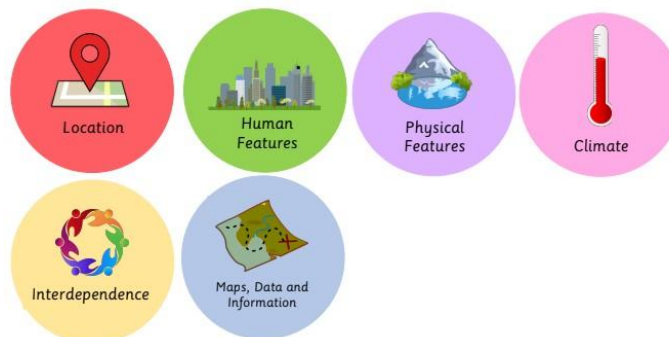 Location
Human
Features
Physical
Features
Climate
Interdependence
Maps, Data and
Information